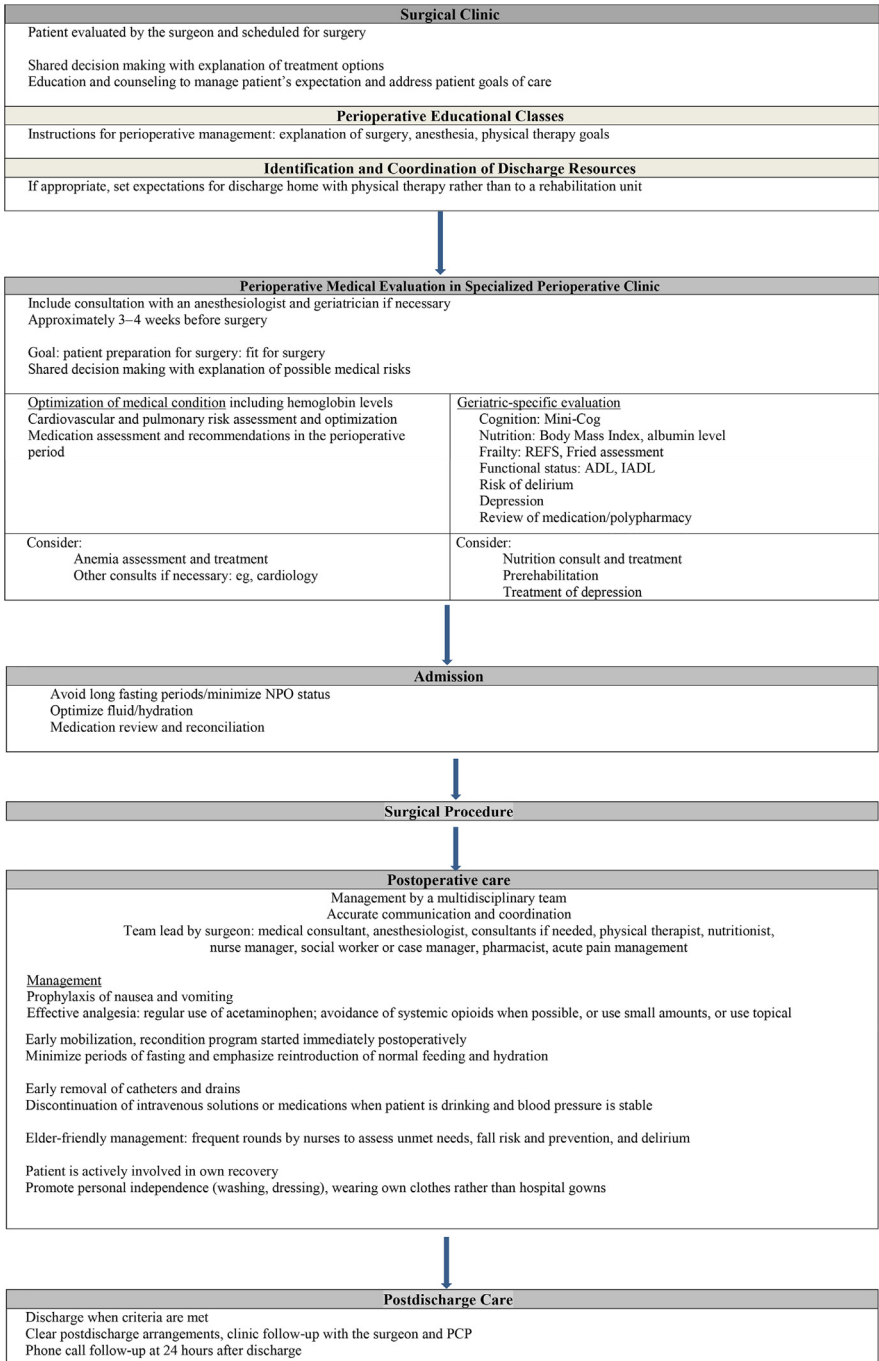 Surgical Clinic
Patient evaluated by the surgeon and scheduled for surgery
Shared decision making with explanation of treatment options
Education and counseling to manage patient's expectation and address patient goals of care
Perioperative Educational Classes
Instructions for perioperative management: explanation of surgery, anesthesia, physical therapy goals
Identification and Coordination of Discharge Resources
If appropriate, set expectations for discharge home with physical therapy rather than to a rehabilitation unit
Perioperative Medical Evaluation in Specialized Perioperative Clinic
Include consultation with an anesthesiologist and geriatrician if necessary
Approximately 3–4 weeks before surgery
Goal: patient preparation for surgery: fit for surgery
Shared decision making with explanation of possible medical risks
Optimization of medical condition including hemoglobin levels
Cardiovascular and pulmonary risk assessment and optimization
Medication assessment and recommendations in the perioperative
period
Geriatric-specific evaluation
Cognition: Mini-Cog
Nutrition: Body Mass Index, albumin level
Frailty: REFS, Fried assessment
Functional status: ADL, IADL
Risk of delirium
Depression
Review of medication/polypharmacy
Consider:
Anemia assessment and treatment
Other consults if necessary: eg, cardiology
Consider:
Nutrition consult and treatment
Prerehabilitation
Treatment of depression
Admission
Avoid long fasting periods/minimize NPO status
Optimize fluid/hydration
Medication review and reconciliation
Surgical Procedure
Postoperative care
Management by a multidisciplinary team
Accurate communication and coordination
Team lead by surgeon: medical consultant, anesthesiologist, consultants if needed, physical therapist, nutritionist,
nurse manager, social worker or case manager, pharmacist, acute pain management
Management
Prophylaxis of nausea and vomiting
Effective analgesia: regular use of acetaminophen; avoidance of systemic opioids when possible, or use small amounts, or use topical
Early mobilization, recondition program started immediately postoperatively
Minimize periods of fasting and emphasize reintroduction of normal feeding and hydration
Early removal of catheters and drains
Discontinuation of intravenous solutions or medications when patient is drinking and blood pressure is stable
Elder-friendly management: frequent rounds by nurses to assess unmet needs, fall risk and prevention, and delirium
Patient is actively involved in own recovery
Promote personal independence (washing, dressing), wearing own clothes rather than hospital gowns
Postdischarge Care
Discharge when criteria are met
Clear postdischarge arrangements, clinic follow-up with the surgeon and PCP
Phone call follow-up at 24 hours after discharge